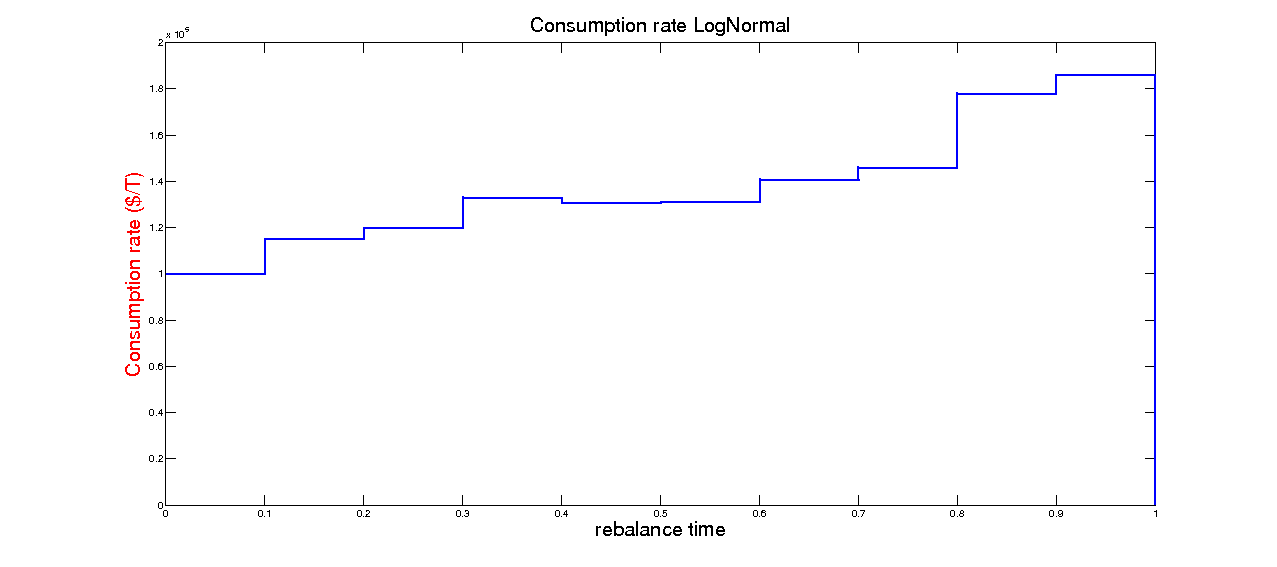 Consumption rate LogNormal
x 10^5
2
1.8
1.6
1.4
1.2
1
0.8
0.6
0.4
0.2
0
Consumption rate ($/T)
0 0.1 0.2 0.3 0.4 0.5 0.6 0.7 0.8 0.9 1
rebalance time